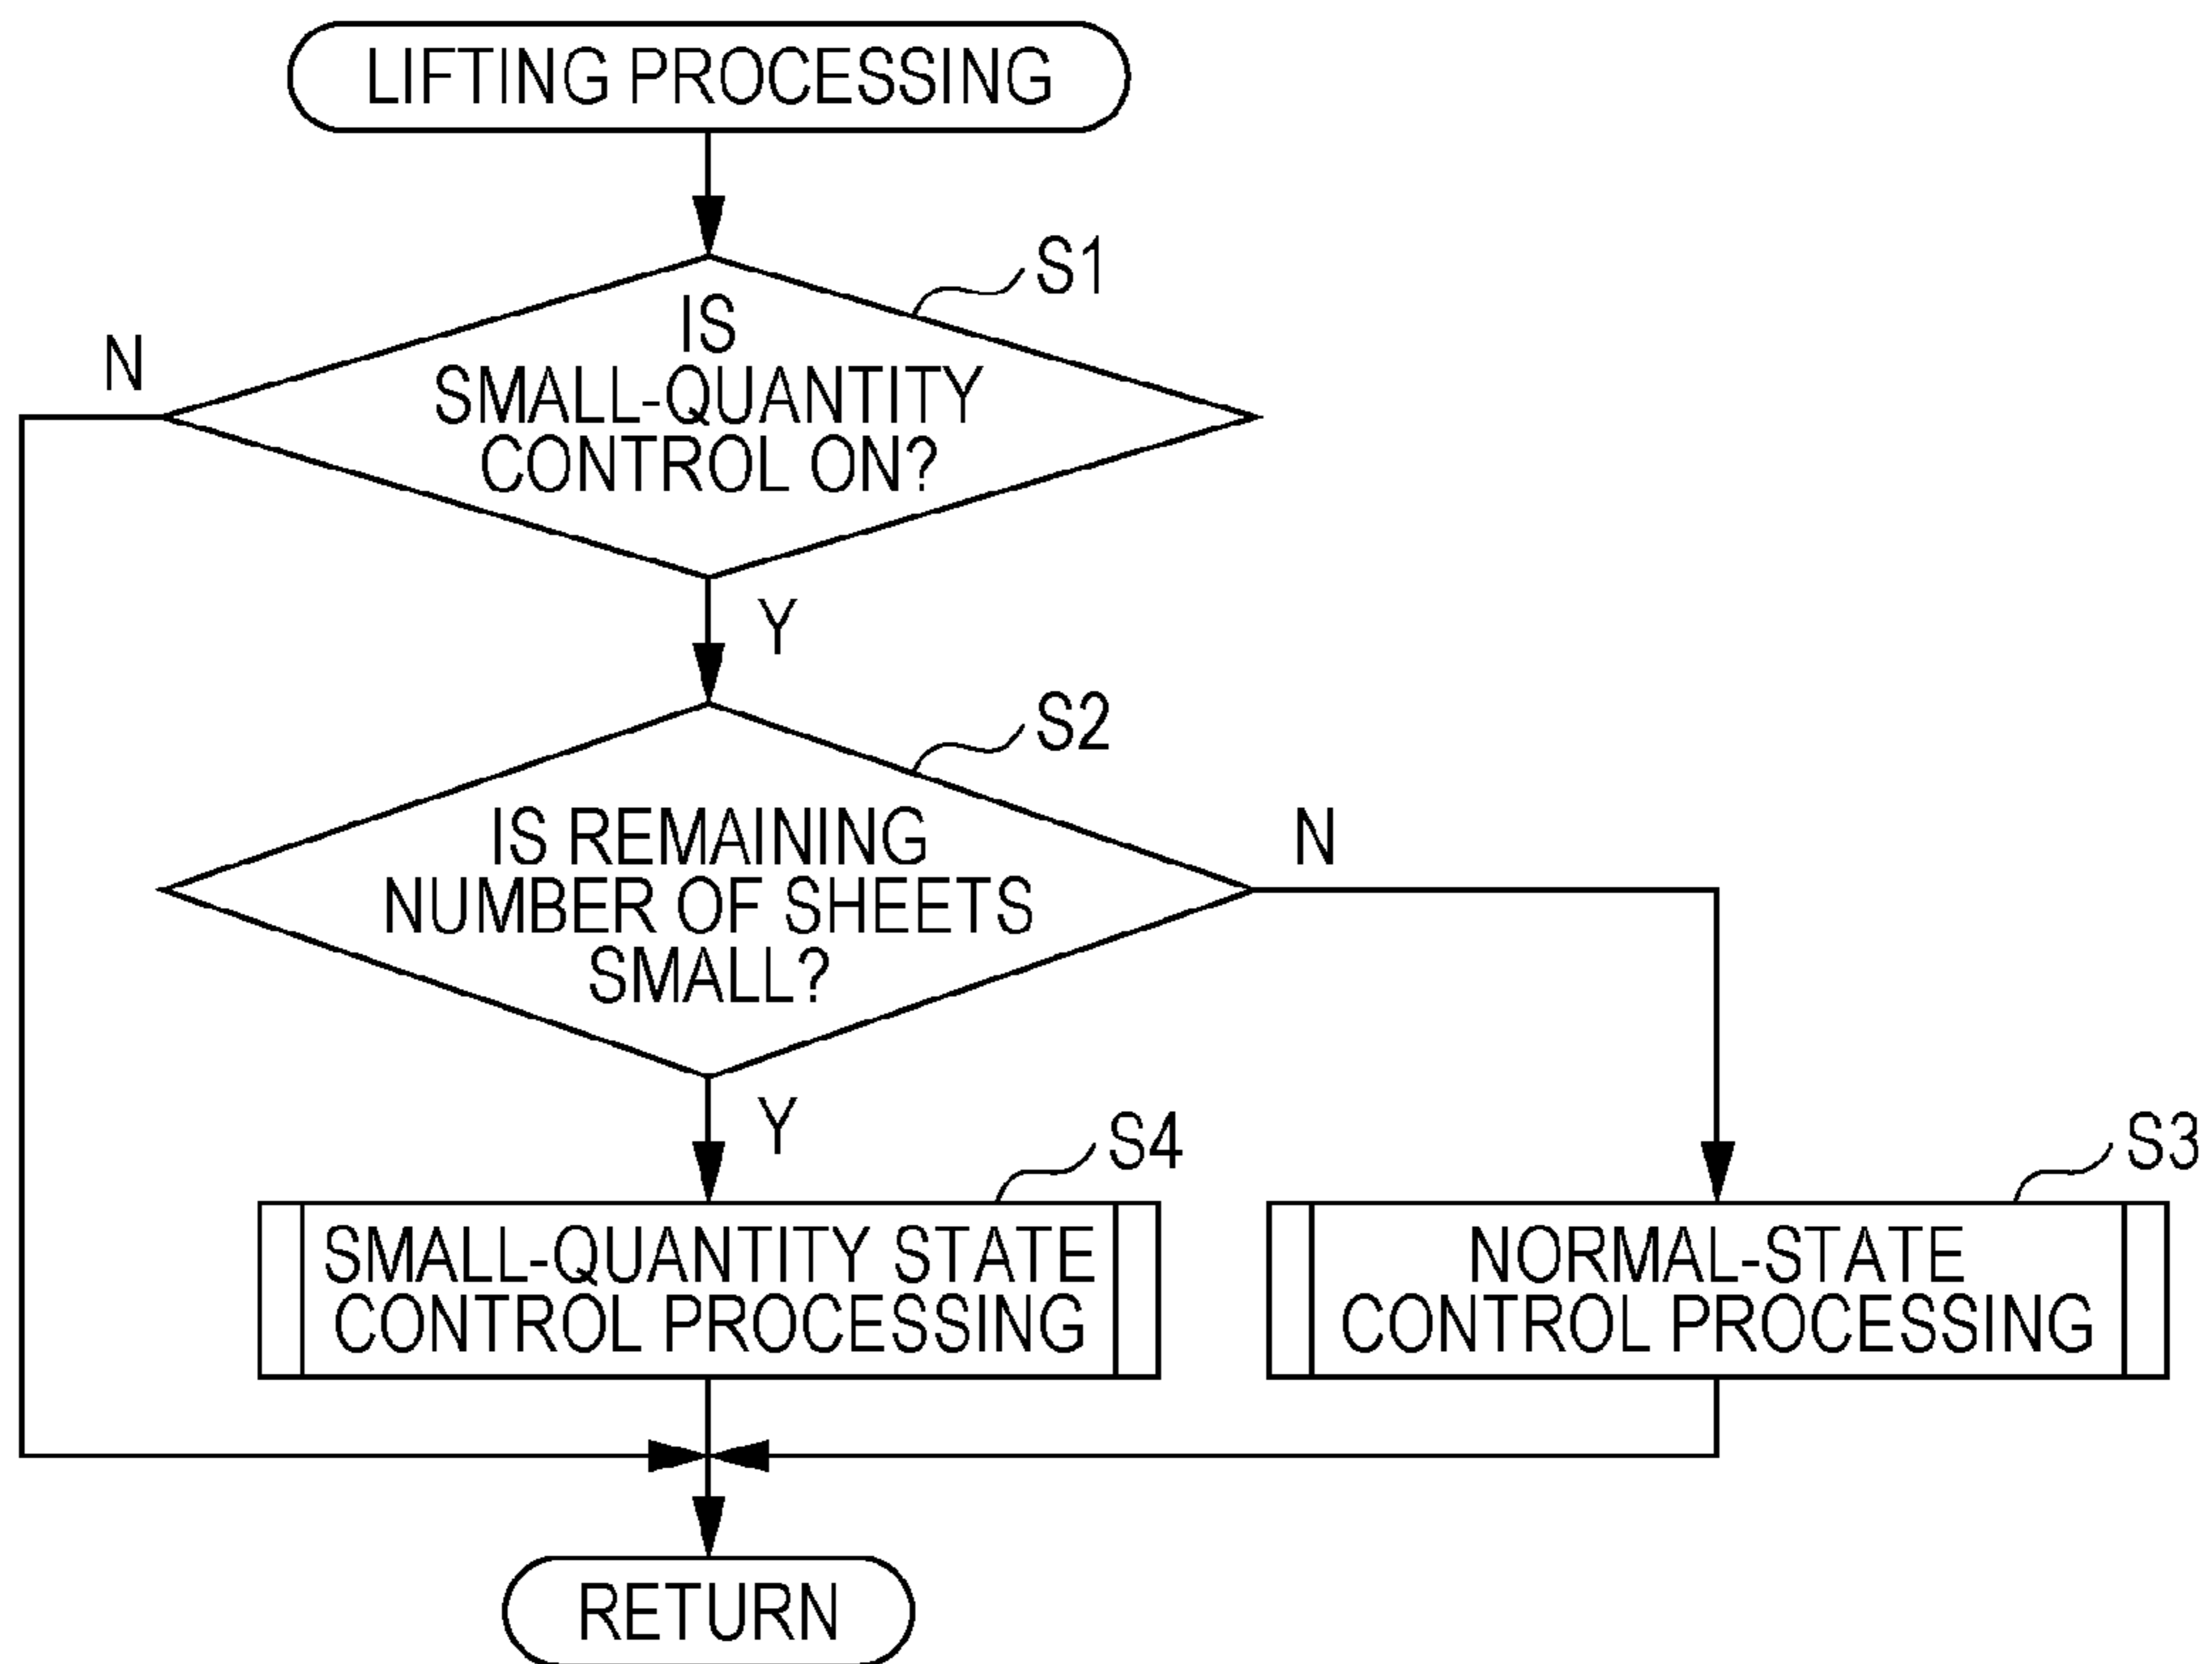 LIFTING PROCESSING
S1
IS
SMALL-QUANTITY
CONTROL ON?
N
Y
S2
IS REMAINING
NUMBER OF SHEETS
SMALL?
N
Y
S4
SMALL-QUANTITY STATE
CONTROL PROCESSING
S3
NORMAL-STATE
CONTROL PROCESSING
RETURN